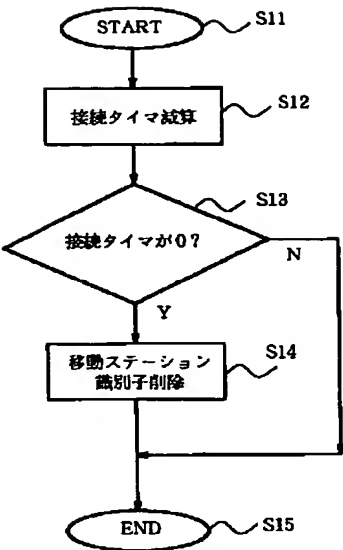 START
S11
接続タイマ減算
S12
接続タイマが0?
S13
N
Y
移動ステーション
識別子削除
S14
END
S15